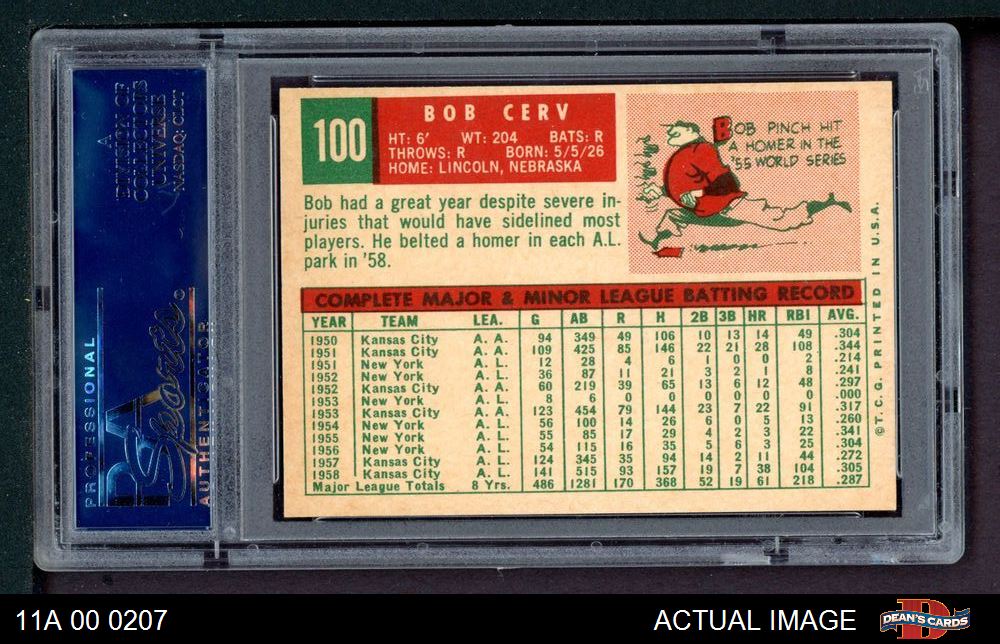 A
DIVISION OF
COLLECTORS
UNIVERSE
NASDAQ: CLCT
PROFESSIONAL
PSA
Sports
AUTHENTICATOR
100
BOB CERV
HT: 6' WT: 204 BATS: R
THROWS: R BORN: 5/5/26
HOME: LINCOLN, NEBRASKA
BOB PINCH HIT
A HOMER IN THE
'55 WORLD SERIES
Bob had a great year despite severe in-
juries that would have sidelined most
players. He belted a homer in each A.L.
park in '58.
COMPLETE MAJOR & MINOR LEAGUE BATTING RECORD
YEAR TEAM LEA. G AB R H 2B 3B HR RBI AVG.
1950 Kansas City A. A. 94 349 49 106 10 13 14 49 .304
1951 Kansas City A. A. 109 425 85 146 22 21 28 108 .344
1951 New York A. L. 12 28 4 6 1 0 0 2 .214
1952 New York A. L. 36 87 11 21 3 2 1 8 .241
1952 Kansas City A. A. 60 219 39 65 13 6 12 48 .297
1953 New York A. L. 8 6 0 0 0 0 0 0 .000
1953 Kansas City A. A. 123 454 79 144 23 7 22 91 .317
1954 New York A. L. 56 100 14 26 6 0 5 13 .260
1955 New York A. L. 55 85 17 29 4 2 3 22 .341
1956 New York A. L. 54 115 16 35 5 6 3 25 .304
1957 Kansas City A. L. 124 345 35 94 14 2 11 44 .272
1958 Kansas City A. L. 141 515 93 157 19 7 38 104 .305
Major League Totals 8 Yrs. 486 1281 170 368 52 19 61 218 .287
©T. C. G. PRINTED IN U.S.A.
11A 00 0207
ACTUAL IMAGE
DEAN'S CARDS